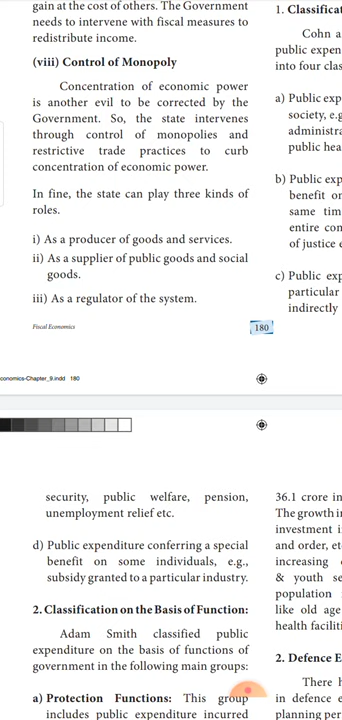 gain at the cost of others. The Government
needs to intervene with fiscal measures to
redistribute income.
(viii) Control of Monopoly
Concentration of economic power
is another evil to be corrected by the
Government. So, the state intervenes
through control of monopolies and
restrictive trade practices to curb
concentration of economic power.
In fine, the state can play three kinds of
roles.
i) As a producer of goods and services.
ii) As a supplier of public goods and social
goods.
iii) As a regulator of the system.
1. Classificat
Cohn a
public expen
into four clas
a) Public exp
society, e.g
administra
public hea
b) Public exp
benefit on
same tim
entire con
of justice e
c) Public exp
particular
indirectly
Fiscal Economics
180
conomics-Chapter_9.indd 180
security, public welfare, pension,
unemployment relief etc.
d) Public expenditure conferring a special
benefit on some individuals, e.g.,
subsidy granted to a particular industry.
2. Classification on the Basis of Function:
Adam Smith classified public
expenditure on the basis of functions of
government in the following main groups:
a) Protection Functions: This group
includes public expenditure incurred
36.1 crore in
The growth i
investment i
and order, et
increasing
& youth se
population
like old age
health faciliti
2. Defence E
There h
in defence e
planning per